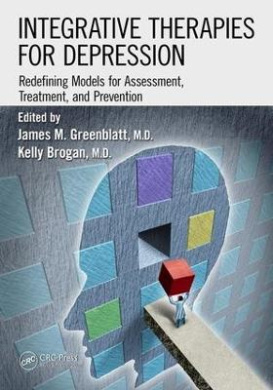 INTEGRATIVE THERAPIES
FOR DEPRESSION
Redefining Models for Assessment,
Treatment, and Prevention
Edited by
James M. Greenblatt, M.D.
Kelly Brogan, M.D.
CRC
CRC Press